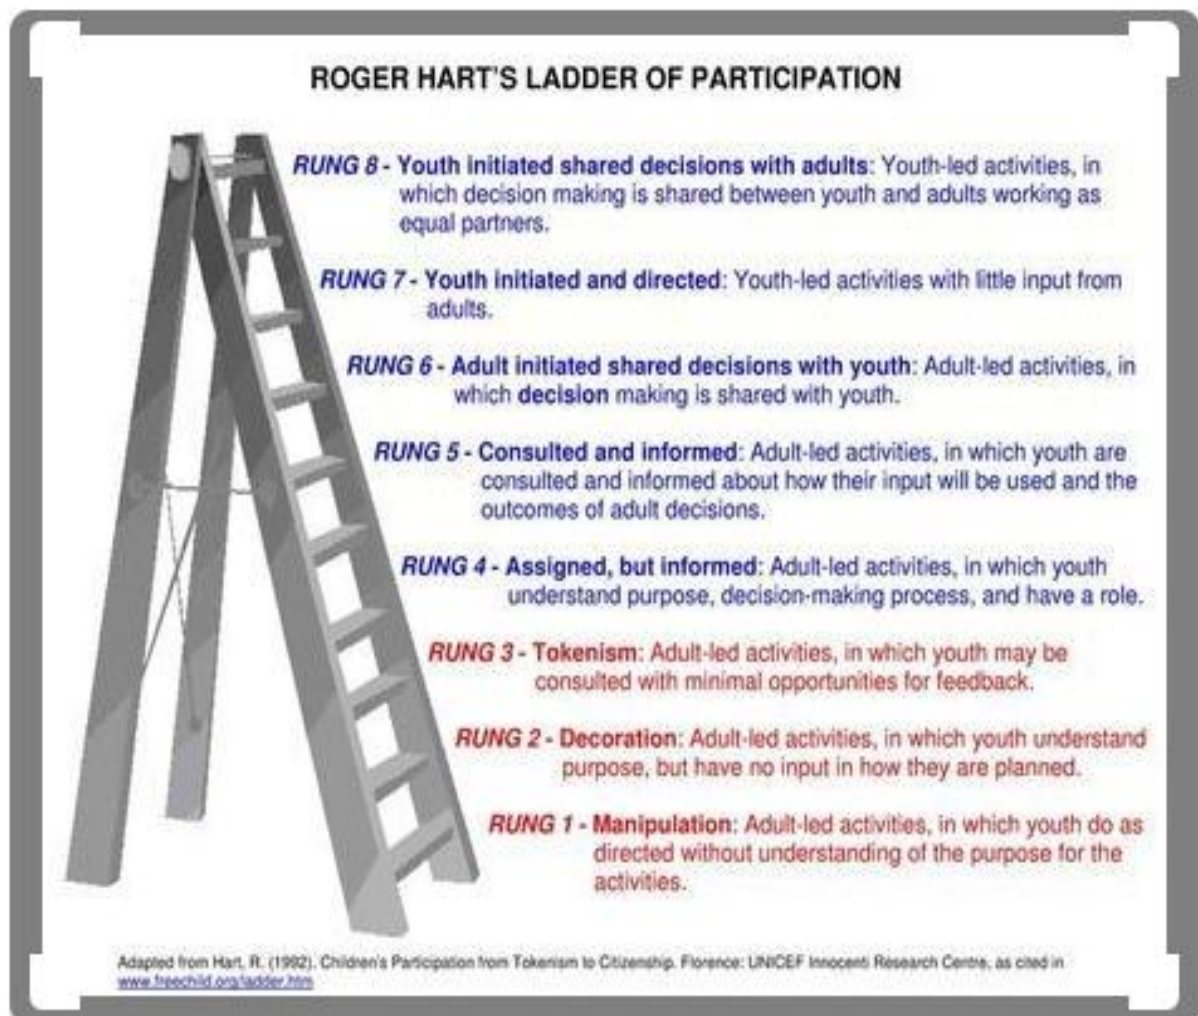 ROGER HART'S LADDER OF PARTICIPATION
RUNG 8 - Youth initiated shared decisions with adults: Youth-led activities, in
which decision making is shared between youth and adults working as
equal partners.
RUNG 7 - Youth initiated and directed: Youth-led activities with little input from
adults.
RUNG 6 - Adult initiated shared decisions with youth: Adult-led activities, in
which decision making is shared with youth.
RUNG 5 - Consulted and informed: Adult-led activities, in which youth are
consulted and informed about how their input will be used and the
outcomes of adult decisions.
RUNG 4 - Assigned, but informed: Adult-led activities, in which youth
understand purpose, decision-making process, and have a role.
RUNG 3 - Tokenism: Adult-led activities, in which youth may be
consulted with minimal opportunities for feedback.
RUNG 2 - Decoration: Adult-led activities, in which youth understand
purpose, but have no input in how they are planned.
RUNG 1 - Manipulation: Adult-led activities, in which youth do as
directed without understanding of the purpose for the
activities.
Adapted from Hart, R. (1992). Children's Participation from Tokenism to Citizenship. Florence: UNICEF Innocenti Research Centre, as cited in
www.freechild.org/ladder.htm